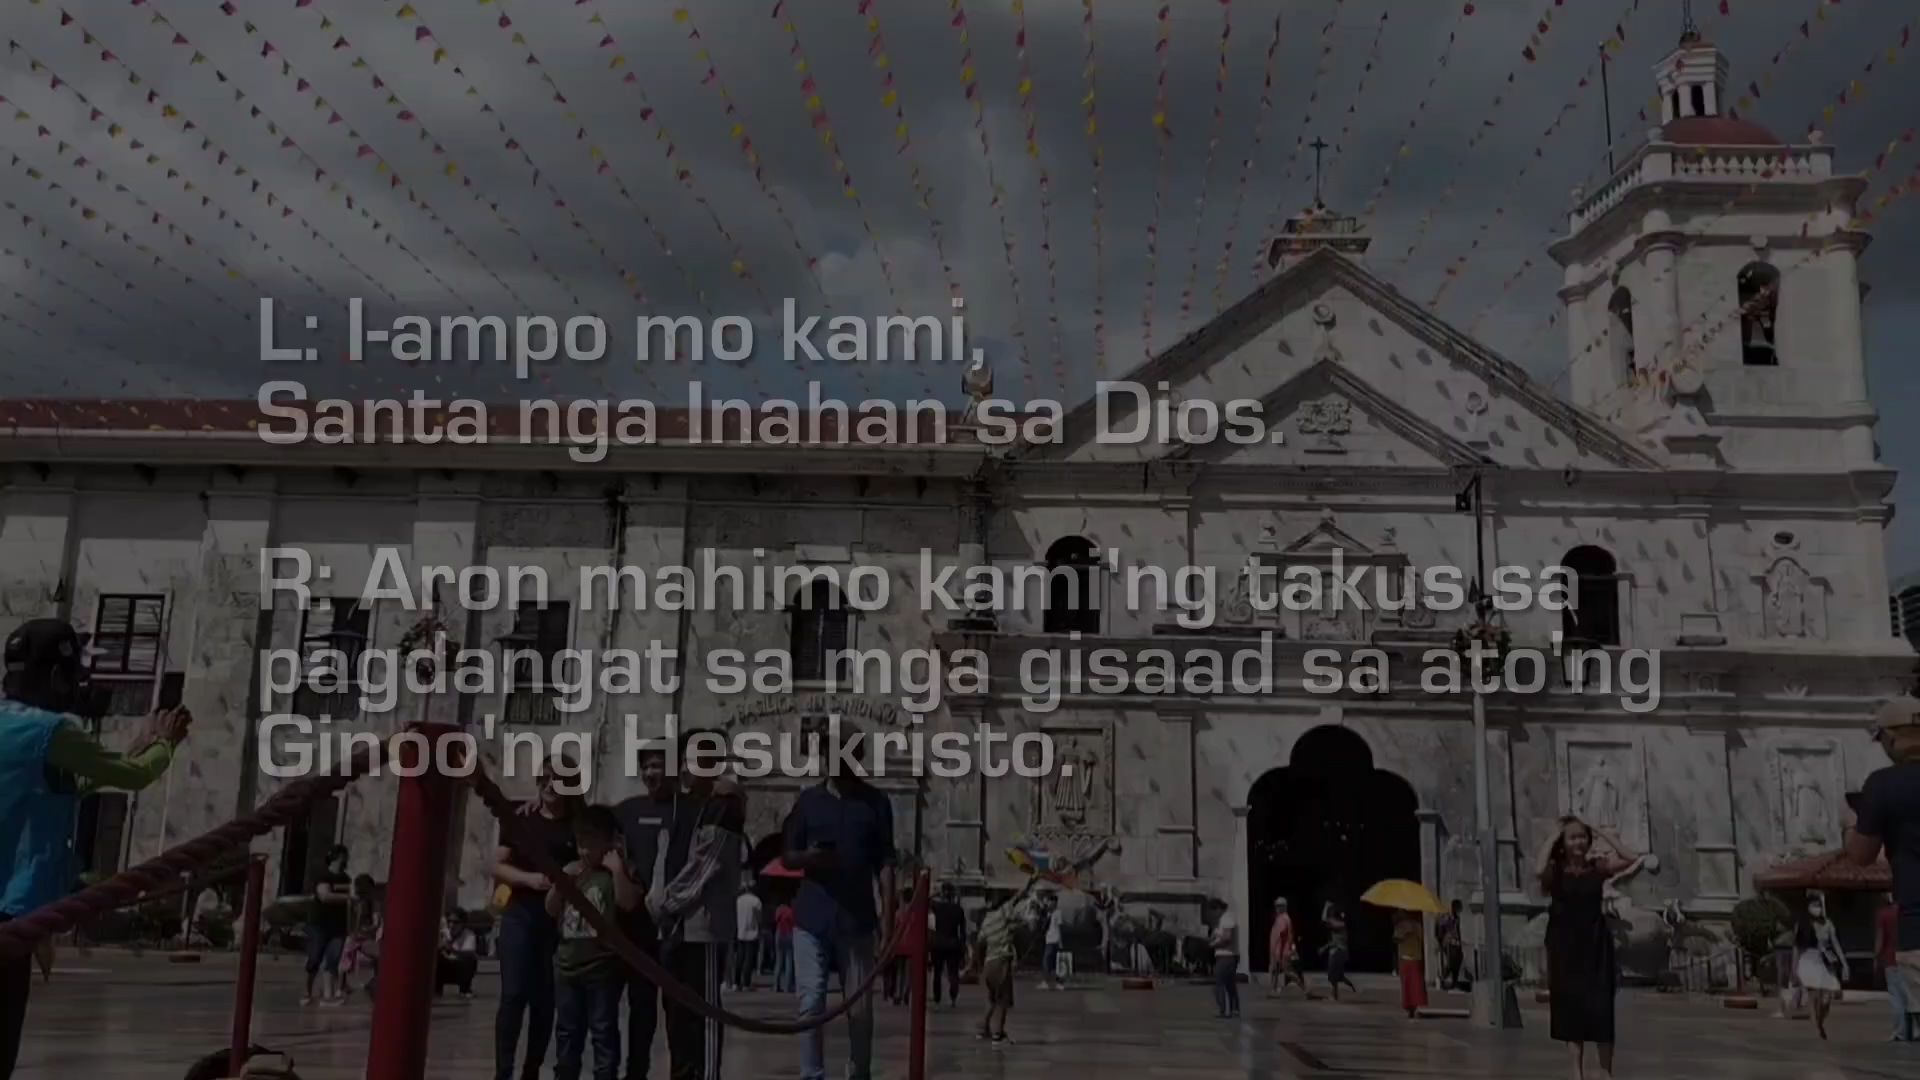 L: I-ampo mo kami,
Santa nga Inahan sa Dios.
R: Aron mahimo kami'ng takus sa
pagdangat sa mga gisaad sa ato'ng
Ginoo'ng Hesukristo.